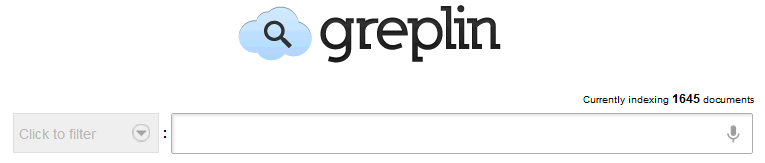 greplin
Currently indexing 1645 documents
Click to filter :